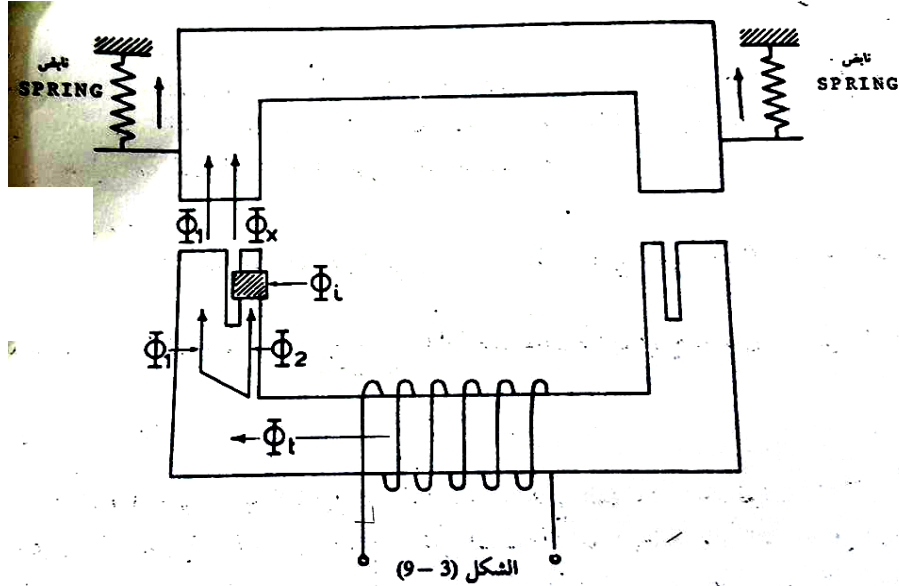 نابض
SPRING
نابض
SPRING
Φ₁
Φₓ
Φᵢ
Φ₁
Φ₂
Φₜ
الشكل (3 – 9)